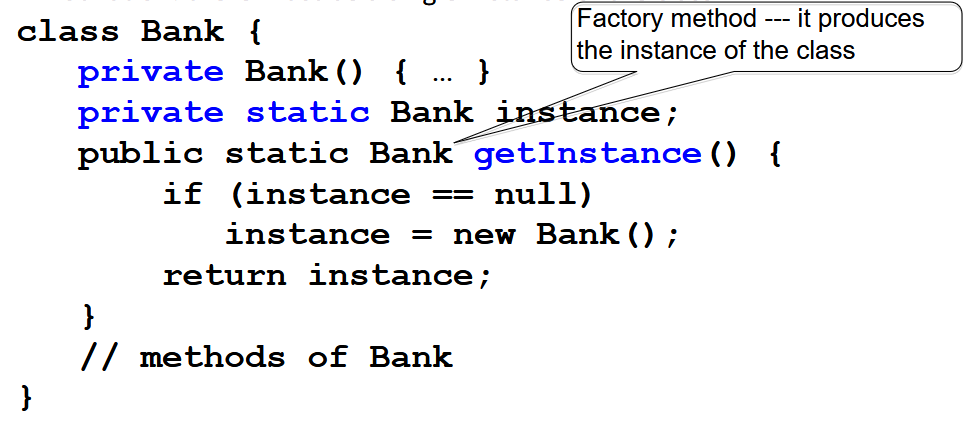 class Bank {
Factory method --- it produces
the instance of the class
private Bank() { … }
private static Bank instance;
public static Bank getInstance() {
if (instance == null)
instance = new Bank();
return instance;
}
// methods of Bank
}